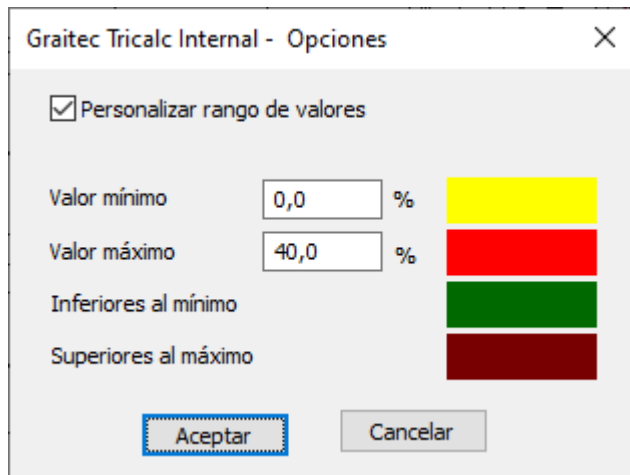 Graitec Tricalc Internal - Opciones
Personalizar rango de valores
Valor mínimo 0,0 %
Valor máximo 40,0 %
Inferiores al mínimo
Superiores al máximo
Aceptar Cancelar